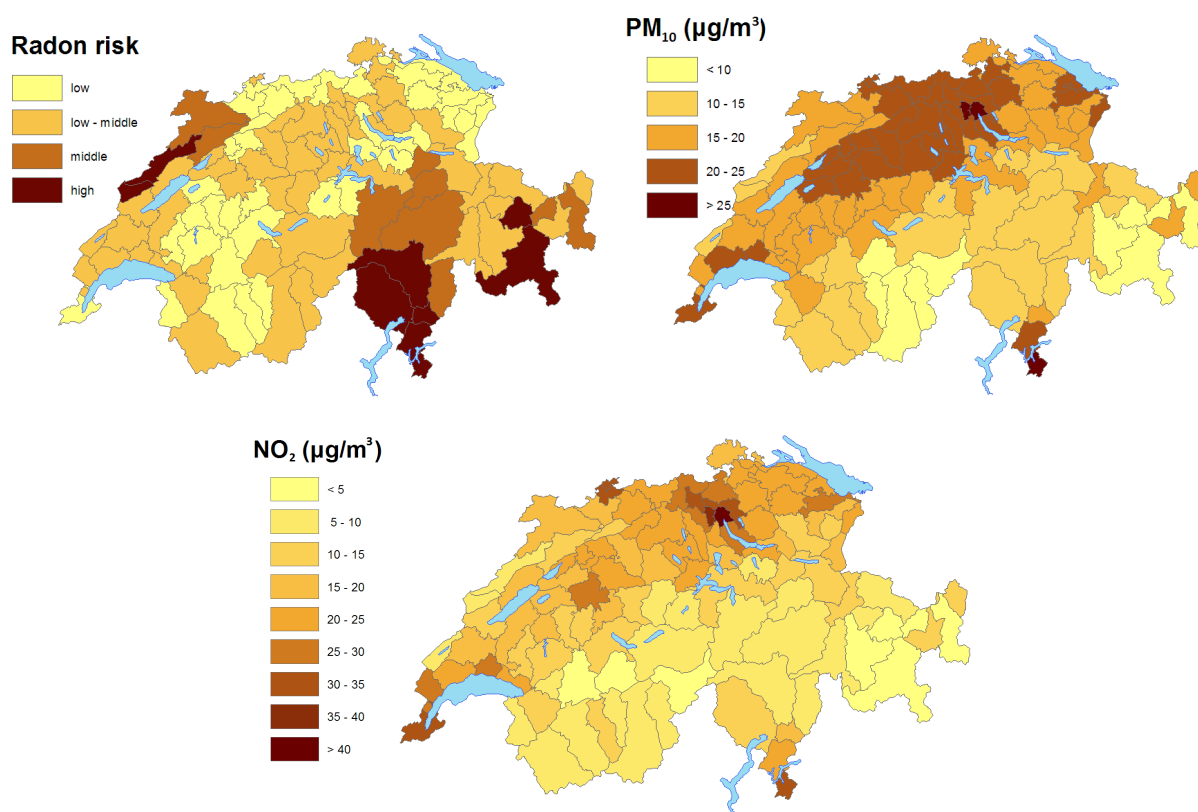 Radon risk
low
low - middle
middle
high
PM₁₀ (µg/m³)
< 10
10 - 15
15 - 20
20 - 25
> 25
NO₂ (µg/m³)
< 5
5 - 10
10 - 15
15 - 20
20 - 25
25 - 30
30 - 35
35 - 40
> 40